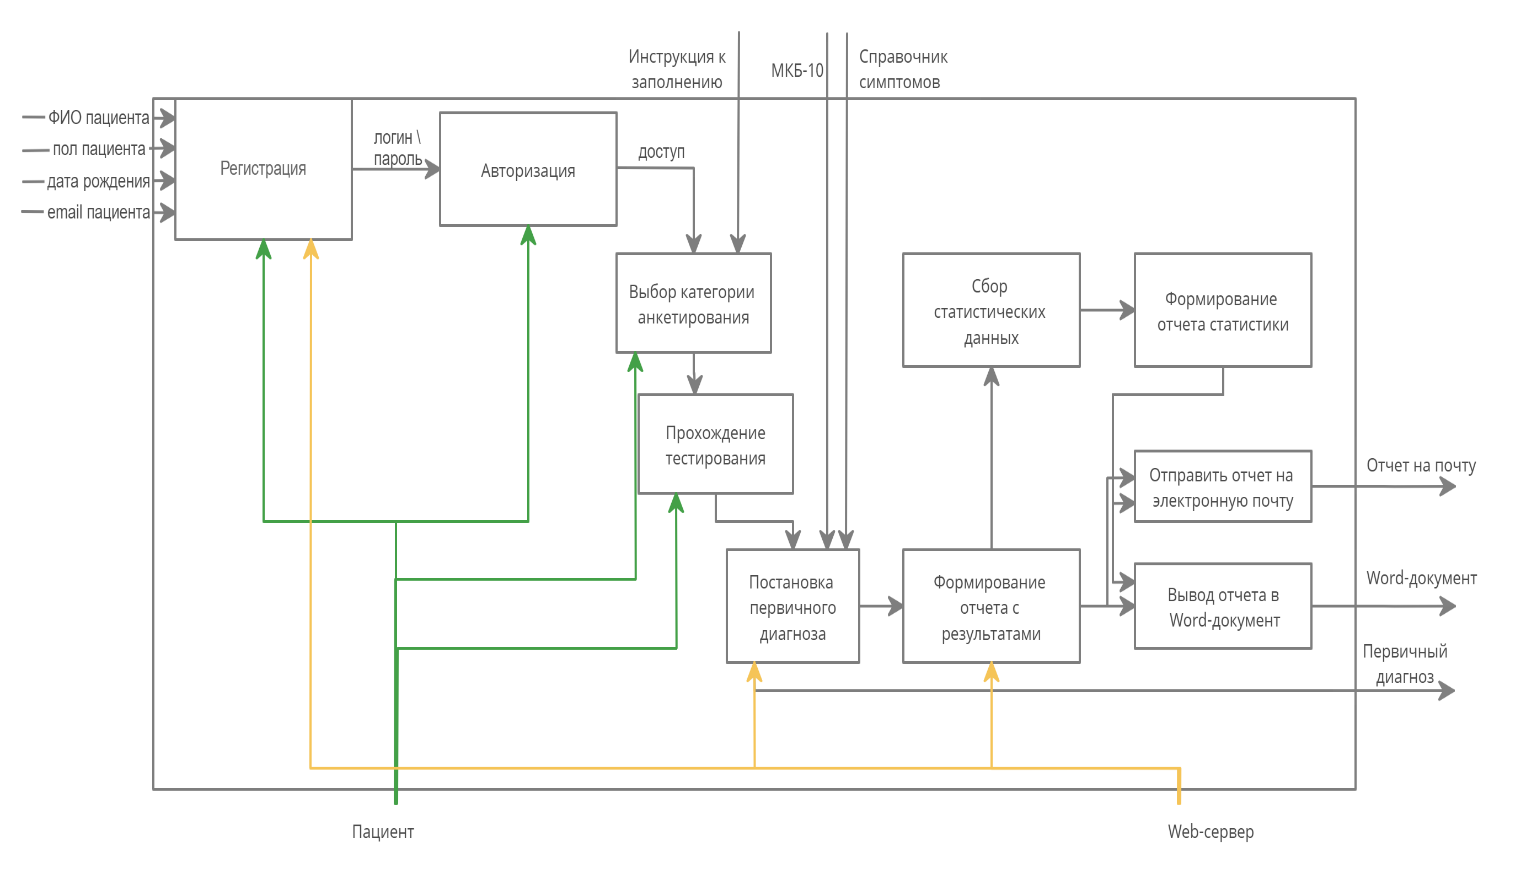 Инструкция к
заполнению
МКБ-10
Справочник
симптомов
ФИО пациента
пол пациента
дата рождения
email пациента
Регистрация
логин \
пароль
Авторизация
доступ
Выбор категории
анкетирования
Прохождение
тестирования
Сбор
статистических
данных
Формирование
отчета статистики
Отправить отчет на
электронную почту
Отчет на почту
Постановка
первичного
диагноза
Формирование
отчета с
результатами
Вывод отчета в
Word-документ
Word-документ
Первичный
диагноз
Пациент
Web-сервер